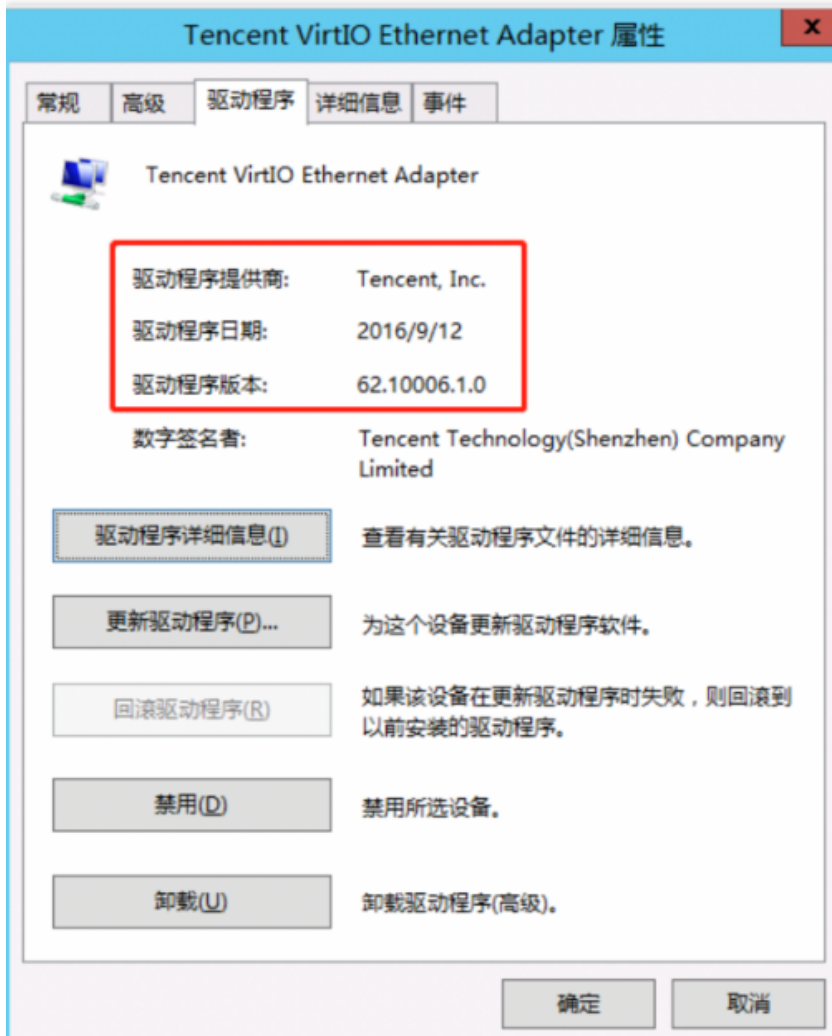 Tencent VirtIO Ethernet Adapter 属性
x
常规 高级 驱动程序 详细信息 事件
Tencent VirtIO Ethernet Adapter
驱动程序提供商: Tencent, Inc.
驱动程序日期: 2016/9/12
驱动程序版本: 62.10006.1.0
数字签名者: Tencent Technology(Shenzhen) Company
Limited
驱动程序详细信息(I) 查看有关驱动程序文件的详细信息。
更新驱动程序(P)... 为这个设备更新驱动程序软件。
回滚驱动程序(R) 如果该设备在更新驱动程序时失败，则回滚到
以前安装的驱动程序。
禁用(D) 禁用所选设备。
卸载(U) 卸载驱动程序(高级)。
确定 取消